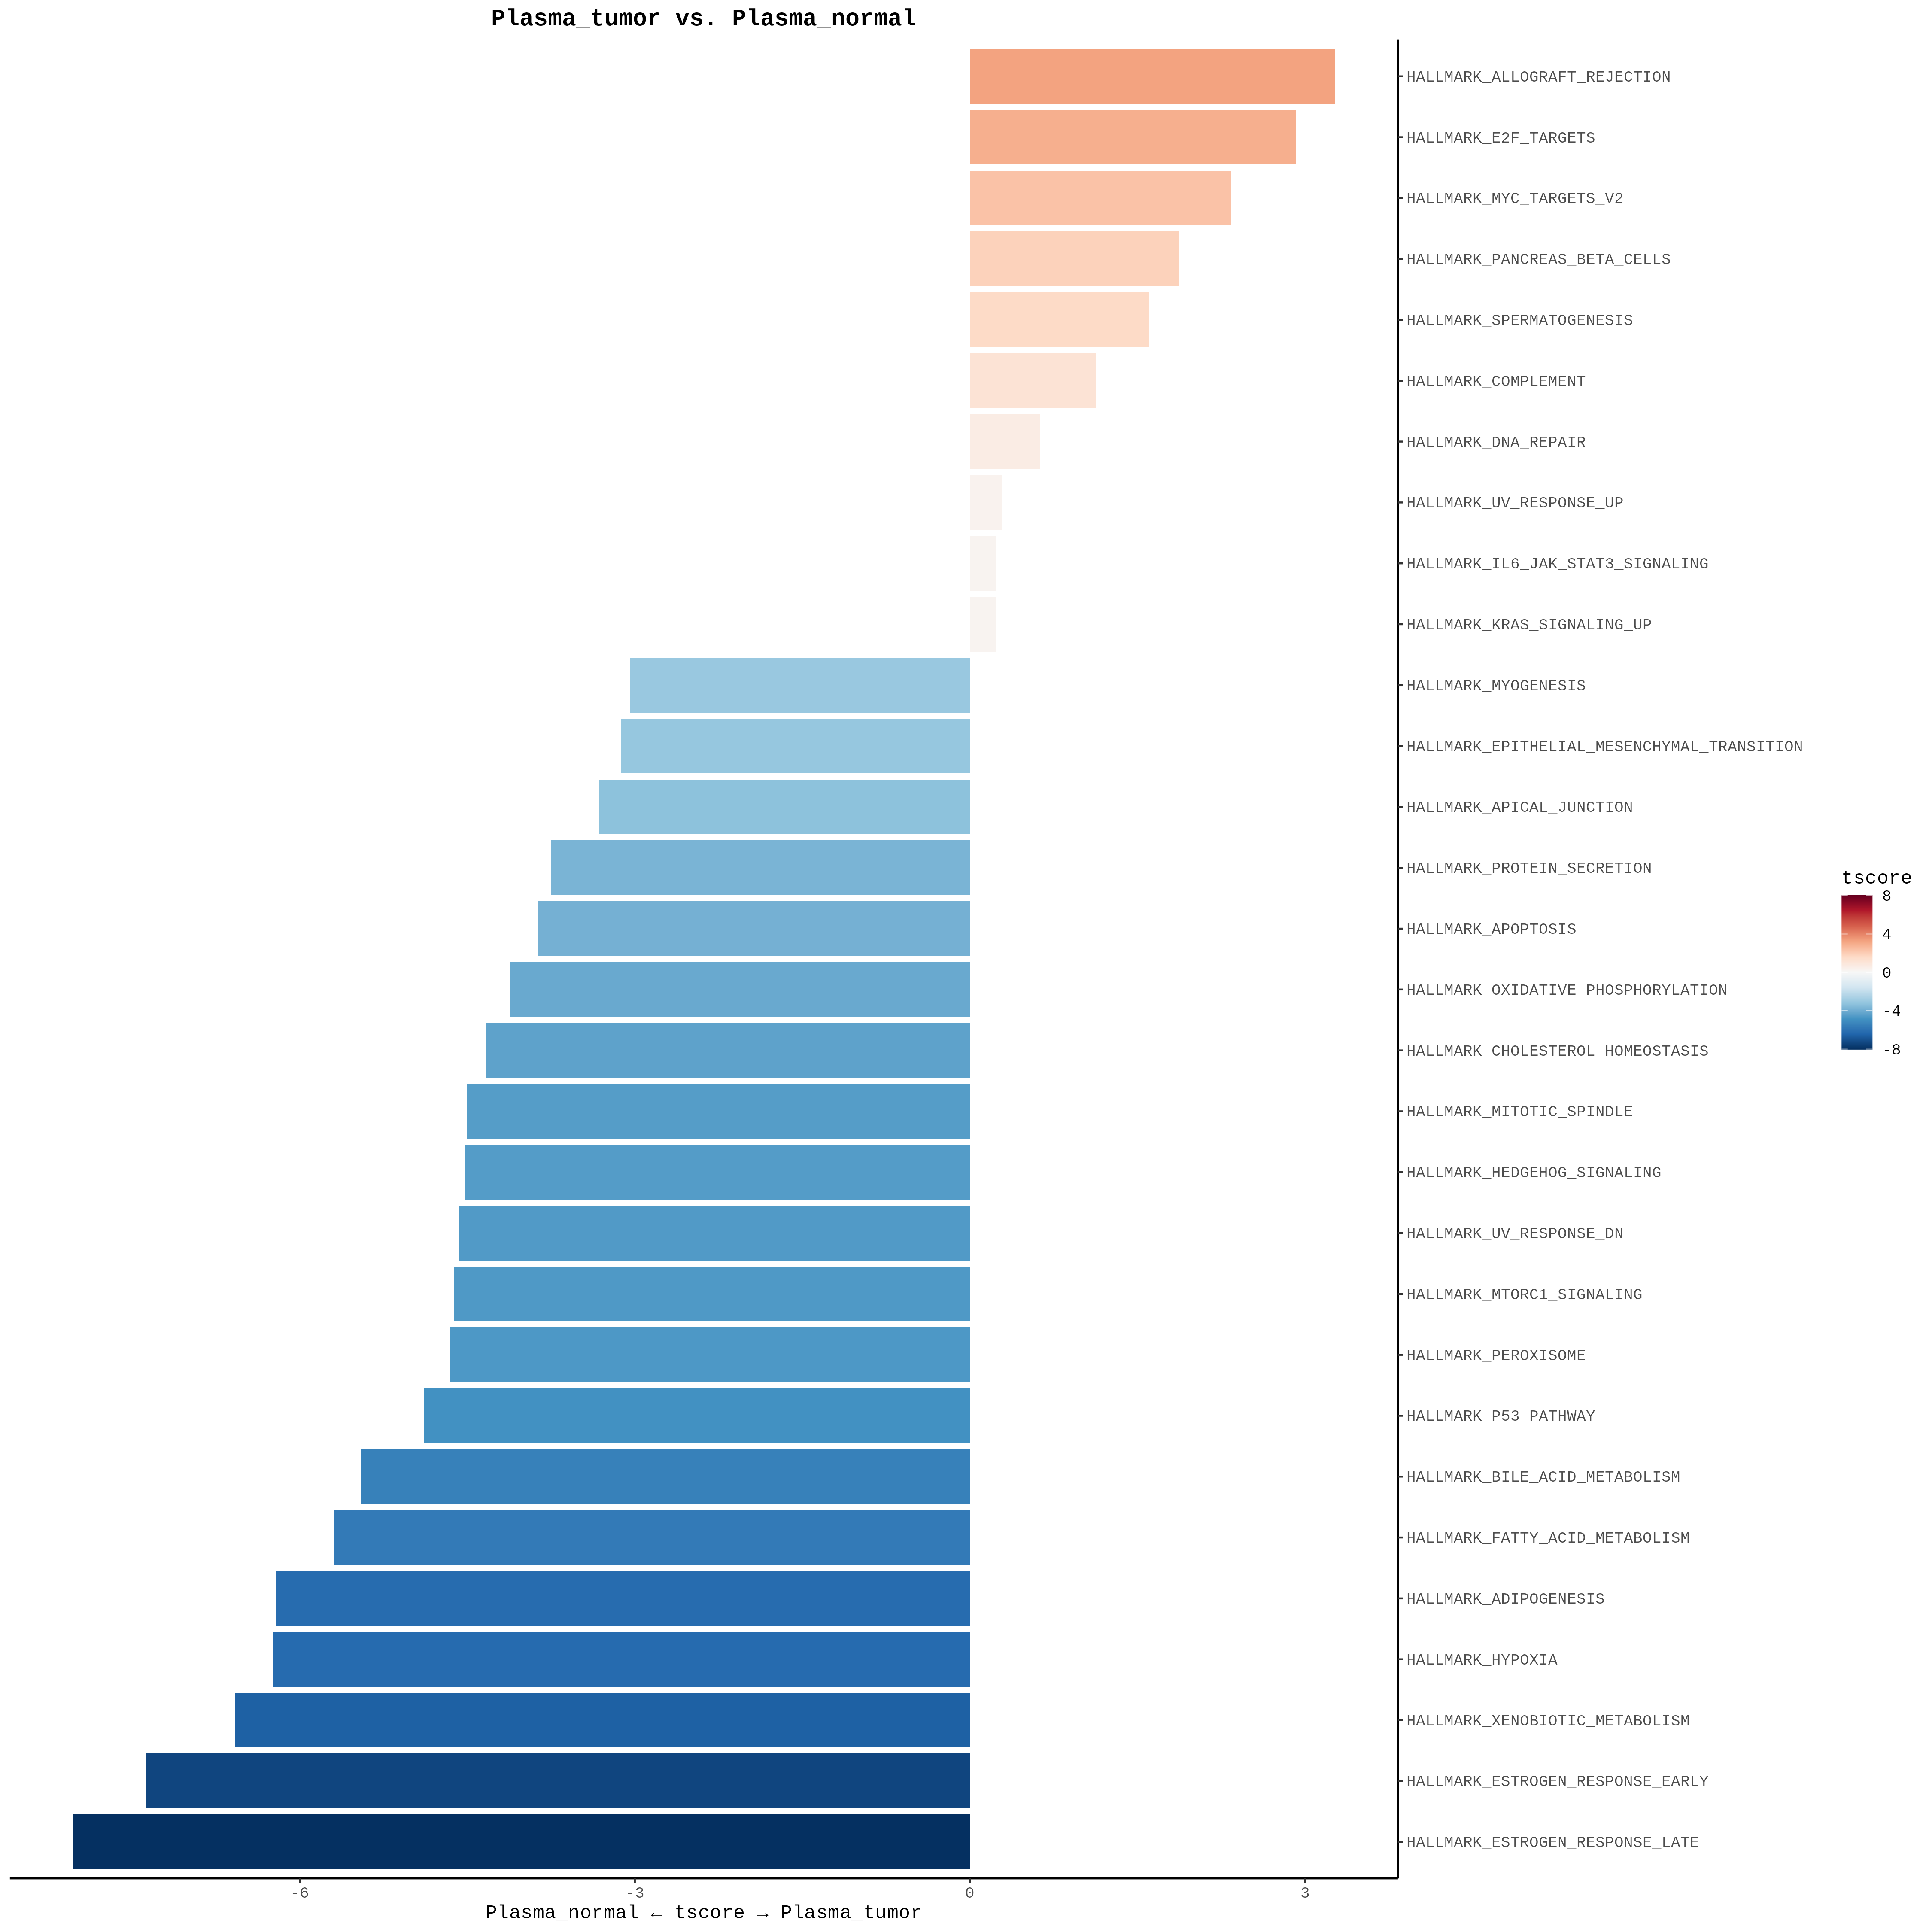 Plasma_tumor vs. Plasma_normal
HALLMARK_ALLOGRAFT_REJECTION
HALLMARK_E2F_TARGETS
HALLMARK_MYC_TARGETS_V2
HALLMARK_PANCREAS_BETA_CELLS
HALLMARK_SPERMATOGENESIS
HALLMARK_COMPLEMENT
HALLMARK_DNA_REPAIR
HALLMARK_UV_RESPONSE_UP
HALLMARK_IL6_JAK_STAT3_SIGNALING
HALLMARK_KRAS_SIGNALING_UP
HALLMARK_MYOGENESIS
HALLMARK_EPITHELIAL_MESENCHYMAL_TRANSITION
HALLMARK_APICAL_JUNCTION
HALLMARK_PROTEIN_SECRETION
HALLMARK_APOPTOSIS
HALLMARK_OXIDATIVE_PHOSPHORYLATION
HALLMARK_CHOLESTEROL_HOMEOSTASIS
HALLMARK_MITOTIC_SPINDLE
HALLMARK_HEDGEHOG_SIGNALING
HALLMARK_UV_RESPONSE_DN
HALLMARK_MTORC1_SIGNALING
HALLMARK_PEROXISOME
HALLMARK_P53_PATHWAY
HALLMARK_BILE_ACID_METABOLISM
HALLMARK_FATTY_ACID_METABOLISM
HALLMARK_ADIPOGENESIS
HALLMARK_HYPOXIA
HALLMARK_XENOBIOTIC_METABOLISM
HALLMARK_ESTROGEN_RESPONSE_EARLY
HALLMARK_ESTROGEN_RESPONSE_LATE
-6 -3 0 3
Plasma_normal ← tscore → Plasma_tumor
tscore
8
4
0
-4
-8